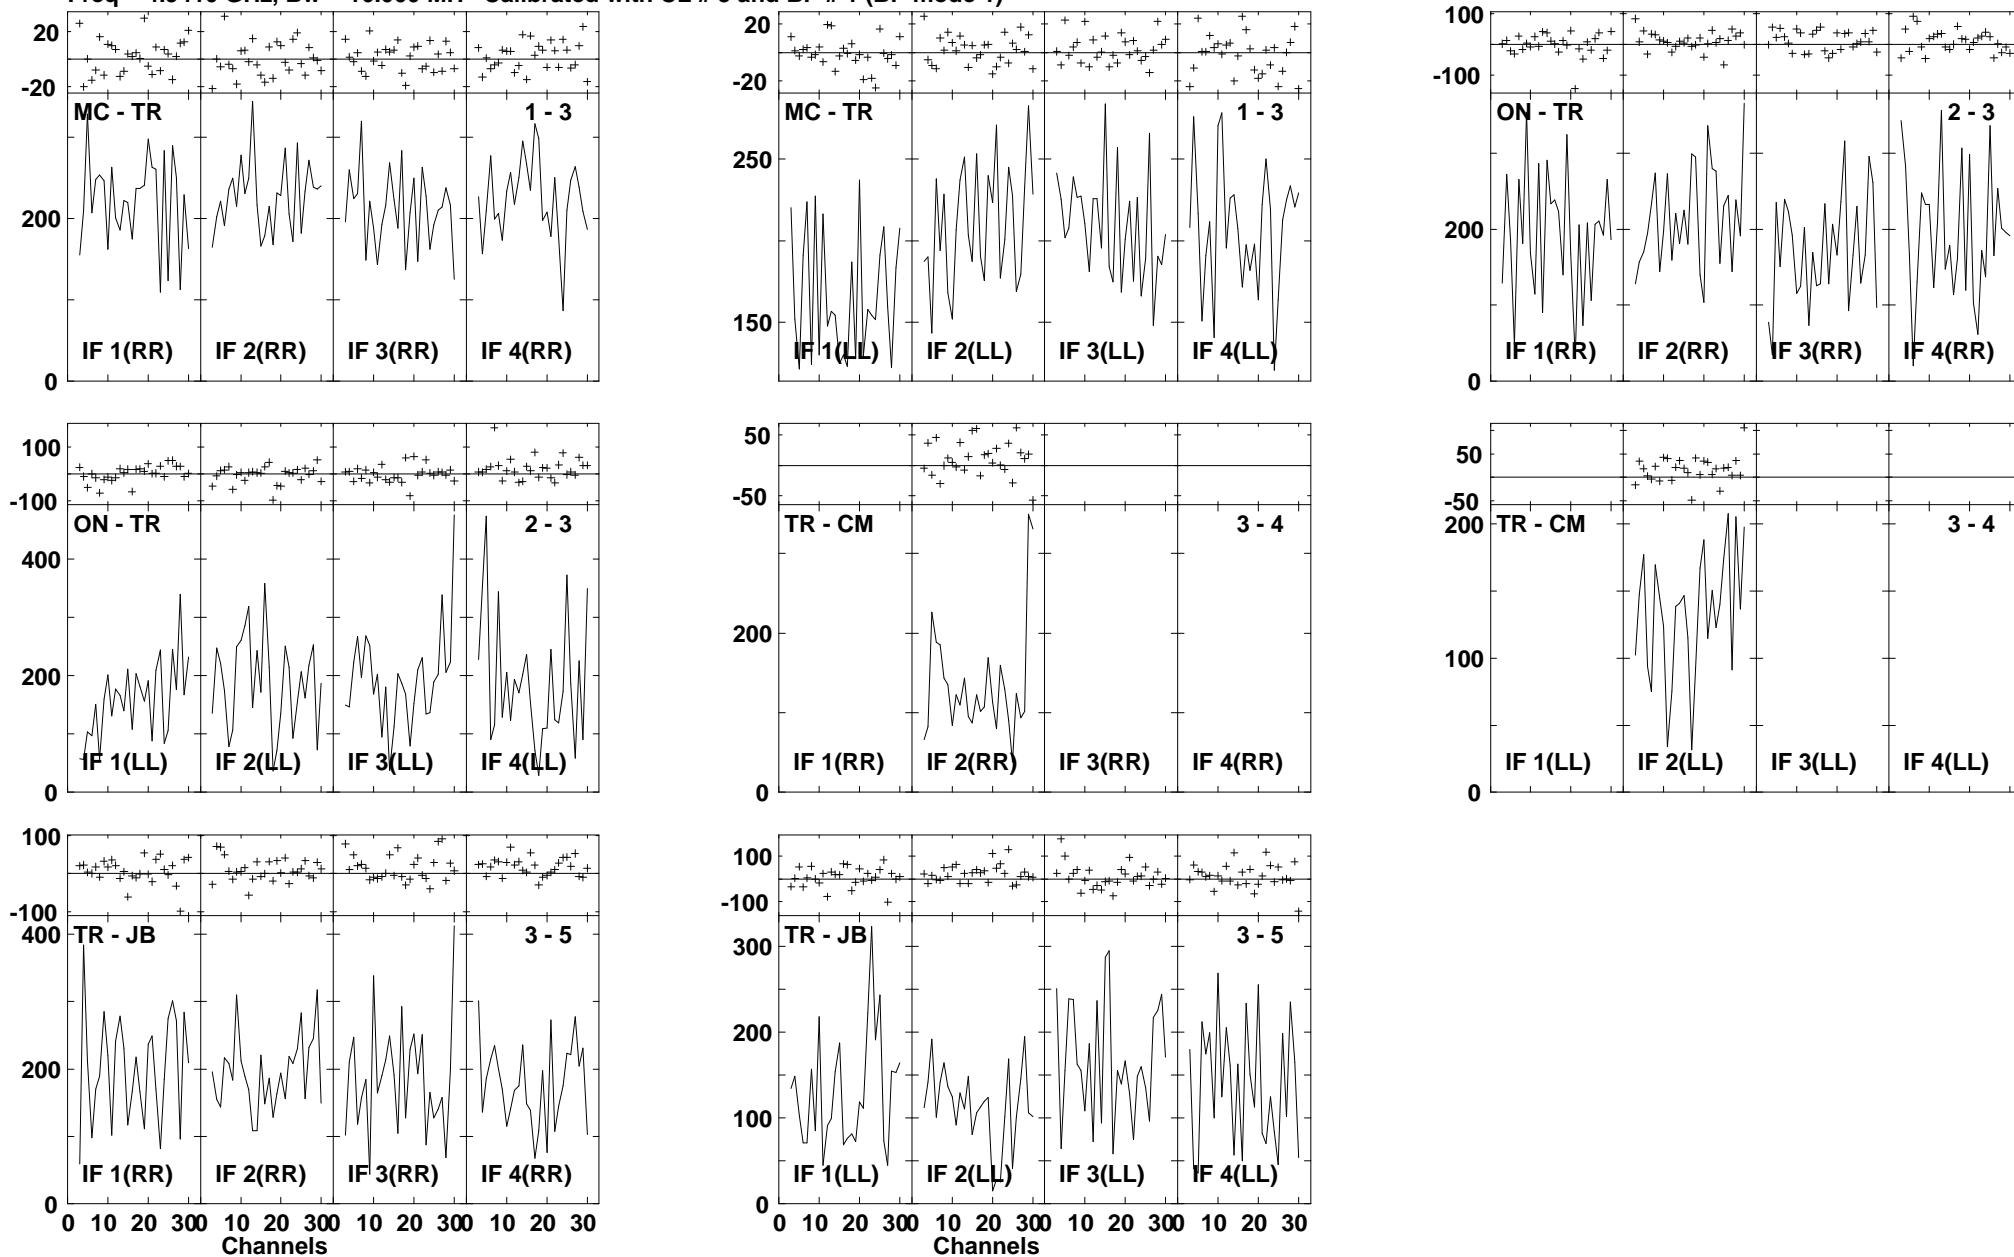 20 20 100
0 0 0
-20 -20 -100
MC - TR 1 - 3 MC - TR 1 - 3 ON - TR 2 - 3
250
200 200
150
IF 1(RR) IF 2(RR) IF 3(RR) IF 4(RR) IF 1(LL) IF 2(LL) IF 3(LL) IF 4(LL) IF 1(RR) IF 2(RR) IF 3(RR) IF 4(RR)
0 0
100 50 50
0 0 0
-100 -50 -50
ON - TR 2 - 3 TR - CM 3 - 4 TR - CM 3 - 4
400 200
200 200 100
IF 1(LL) IF 2(LL) IF 3(LL) IF 4(LL) IF 1(RR) IF 2(RR) IF 3(RR) IF 4(RR) IF 1(LL) IF 2(LL) IF 3(LL) IF 4(LL)
0 0 0
100 100
0 0
-100 -100
TR - JB 3 - 5 TR - JB 3 - 5
400 300
200 200
100
IF 1(RR) IF 2(RR) IF 3(RR) IF 4(RR) IF 1(LL) IF 2(LL) IF 3(LL) IF 4(LL)
0 0
0 10 20 30 0 10 20 30 0 10 20 30 0 10 20 30 0 10 20 30 0 10 20 30 0 10 20 30 0 10 20 30
Channels Channels